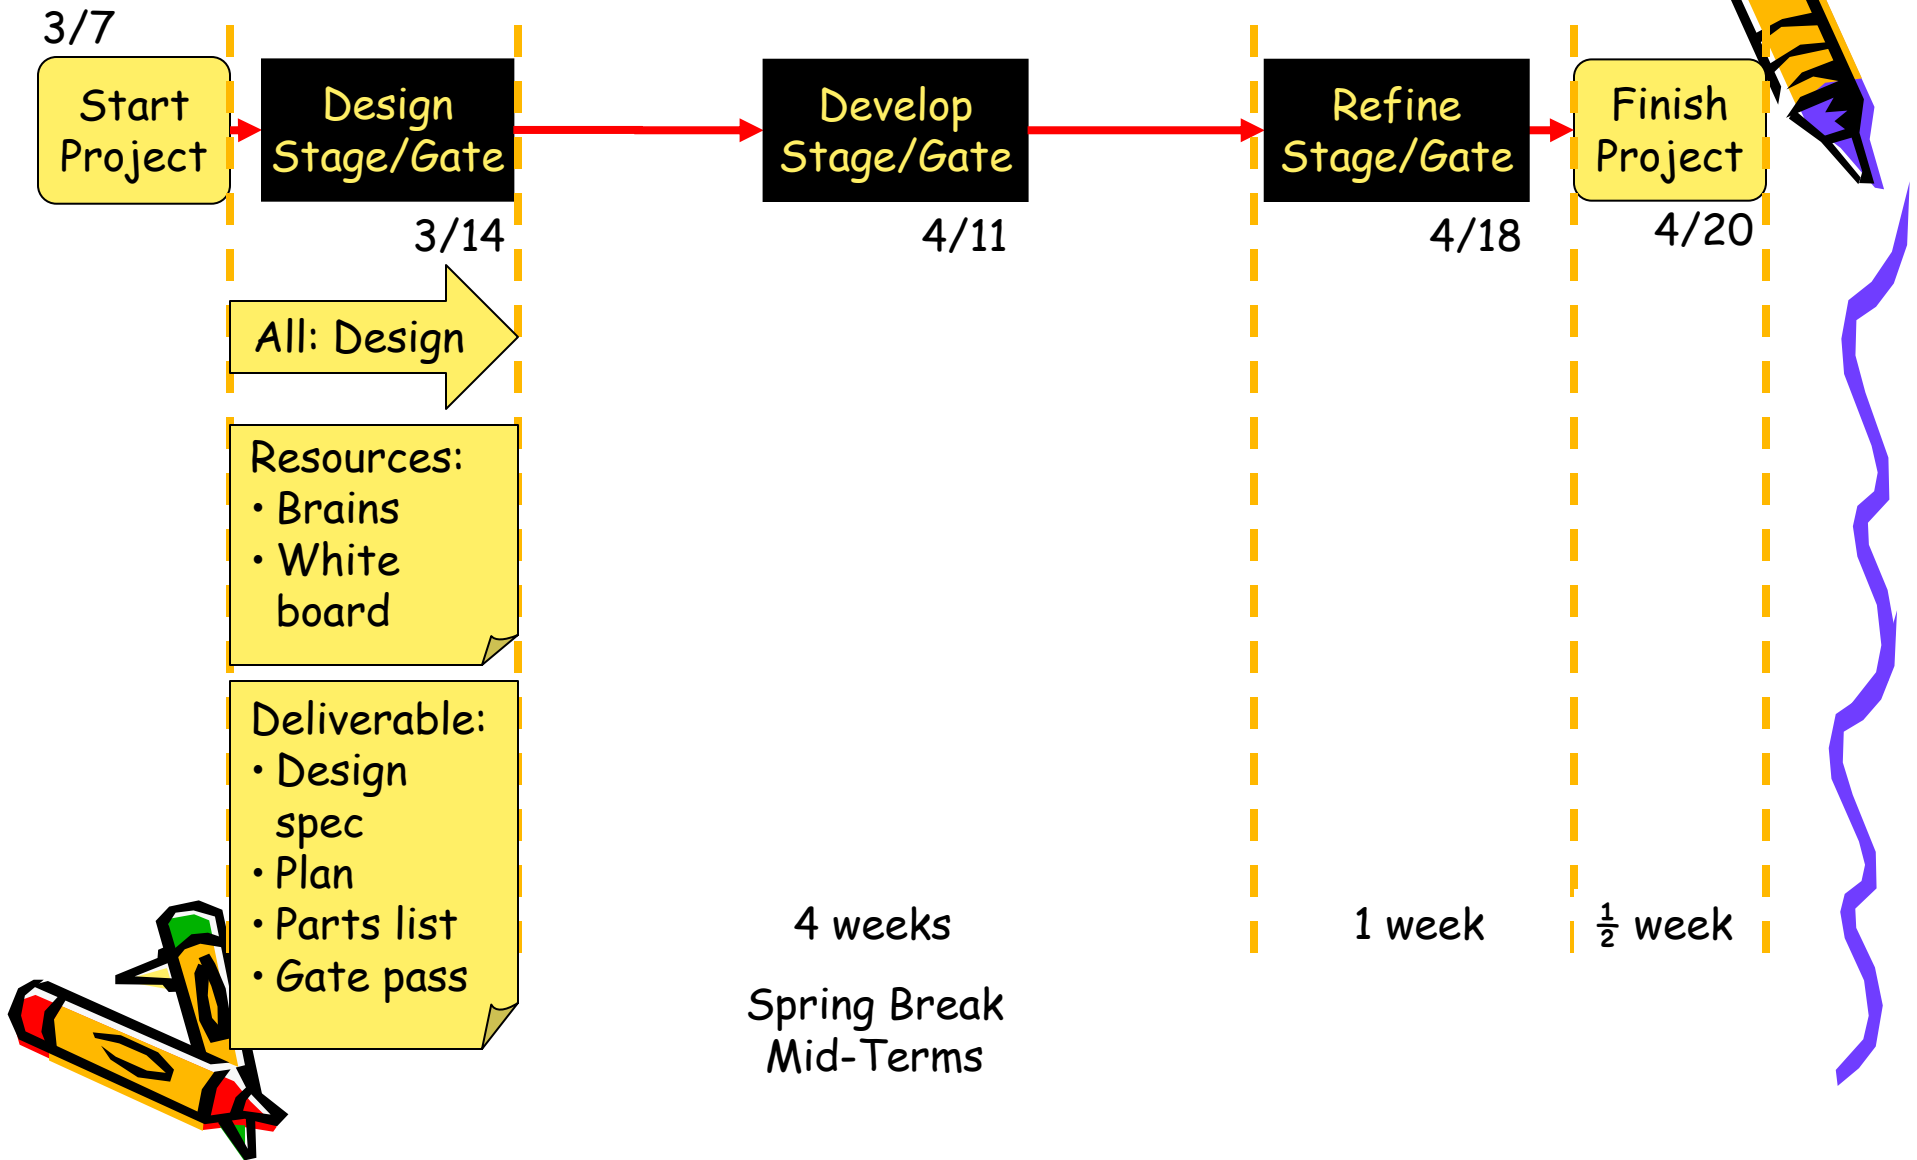 3/7
Start
Project
Design
Stage/Gate
Develop
Stage/Gate
Refine
Stage/Gate
Finish
Project
3/14
4/11
4/18
4/20
All: Design
Resources:
• Brains
• White
board
Deliverable:
• Design
spec
• Plan
• Parts list
• Gate pass
4 weeks
1 week
½ week
Spring Break
Mid-Terms